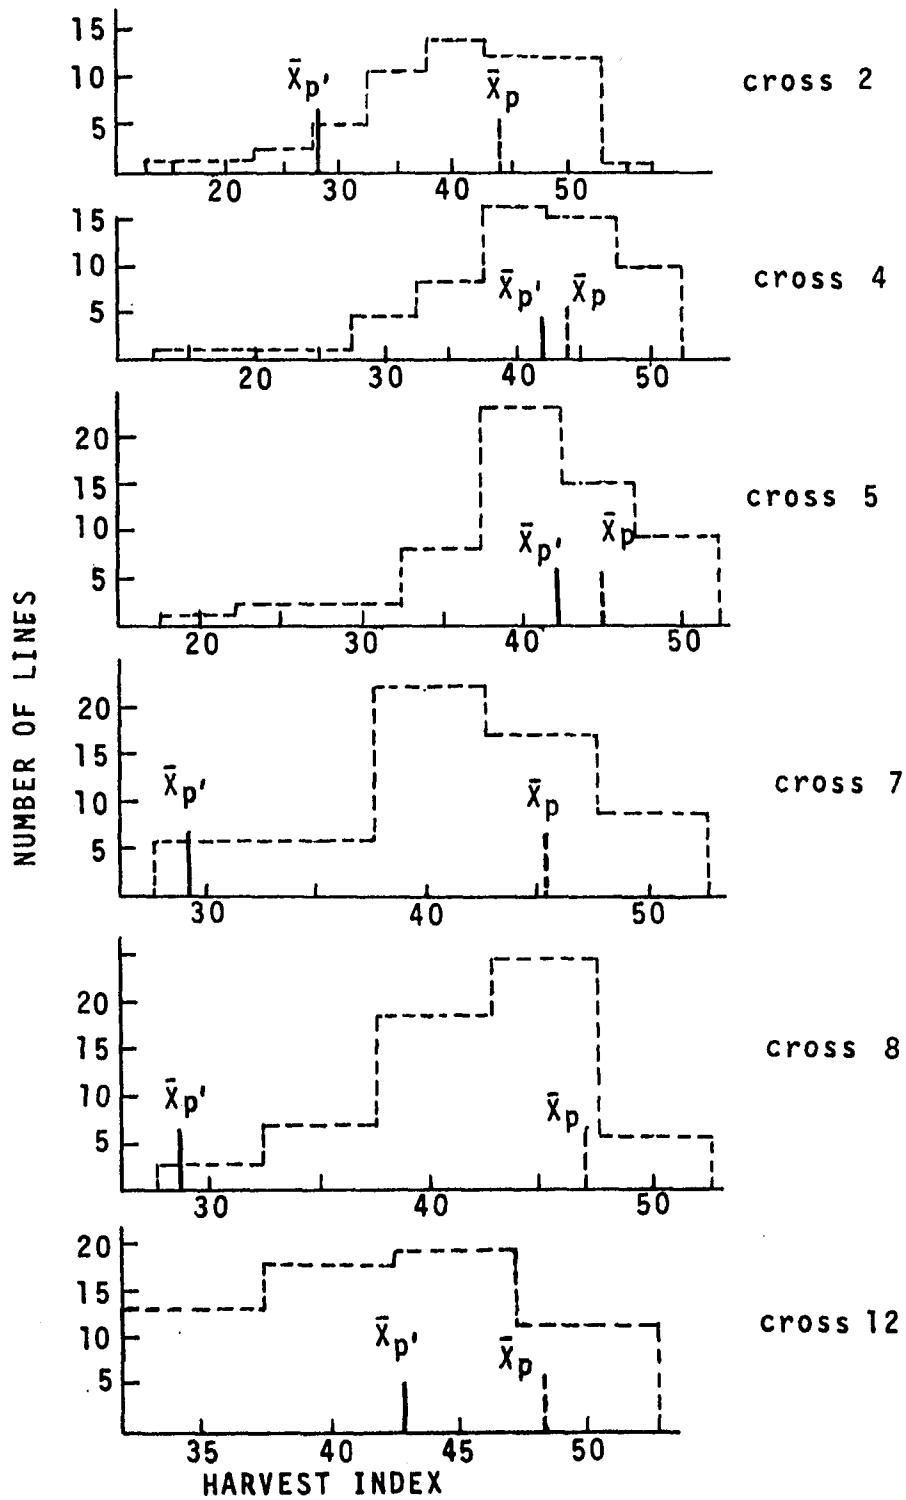 NUMBER OF LINES
15
10
5
X̄p'
X̄p
cross 2
20 30 40 50
15
10
5
X̄p'
X̄p
cross 4
20 30 40 50
20
15
10
5
X̄p'
X̄p
cross 5
20 30 40 50
20
15
10
5
X̄p'
X̄p
cross 7
30 40 50
20
15
10
5
X̄p'
X̄p
cross 8
30 40 50
20
15
10
5
X̄p'
X̄p
cross 12
35 40 45 50
HARVEST INDEX